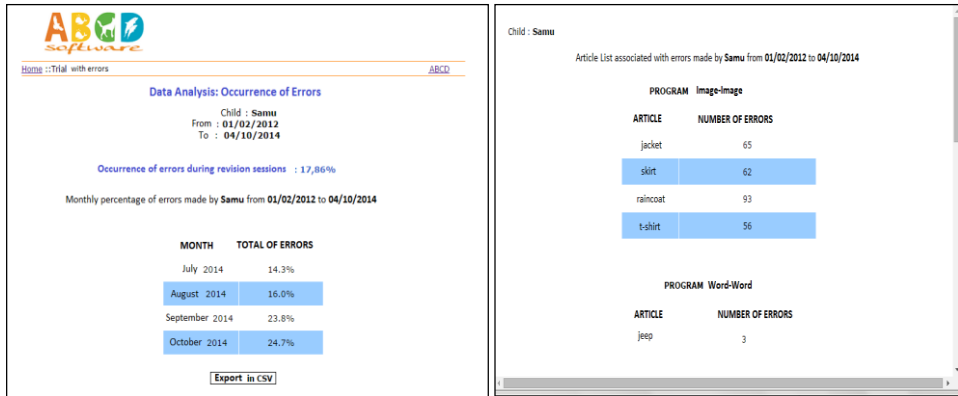 ABCD
software
Home ::Trial with errors ABCD
Data Analysis: Occurrence of Errors
Child : Samu
From : 01/02/2012
To : 04/10/2014
Occurrence of errors during revision sessions : 17,86%
Monthly percentage of errors made by Samu from 01/02/2012 to 04/10/2014
MONTH TOTAL OF ERRORS
July 2014 14.3%
August 2014 16.0%
September 2014 23.8%
October 2014 24.7%
Export in CSV
Child : Samu
Article List associated with errors made by Samu from 01/02/2012 to 04/10/2014
PROGRAM Image-Image
ARTICLE NUMBER OF ERRORS
jacket 65
skirt 62
raincoat 93
t-shirt 56
PROGRAM Word-Word
ARTICLE NUMBER OF ERRORS
jeep 3